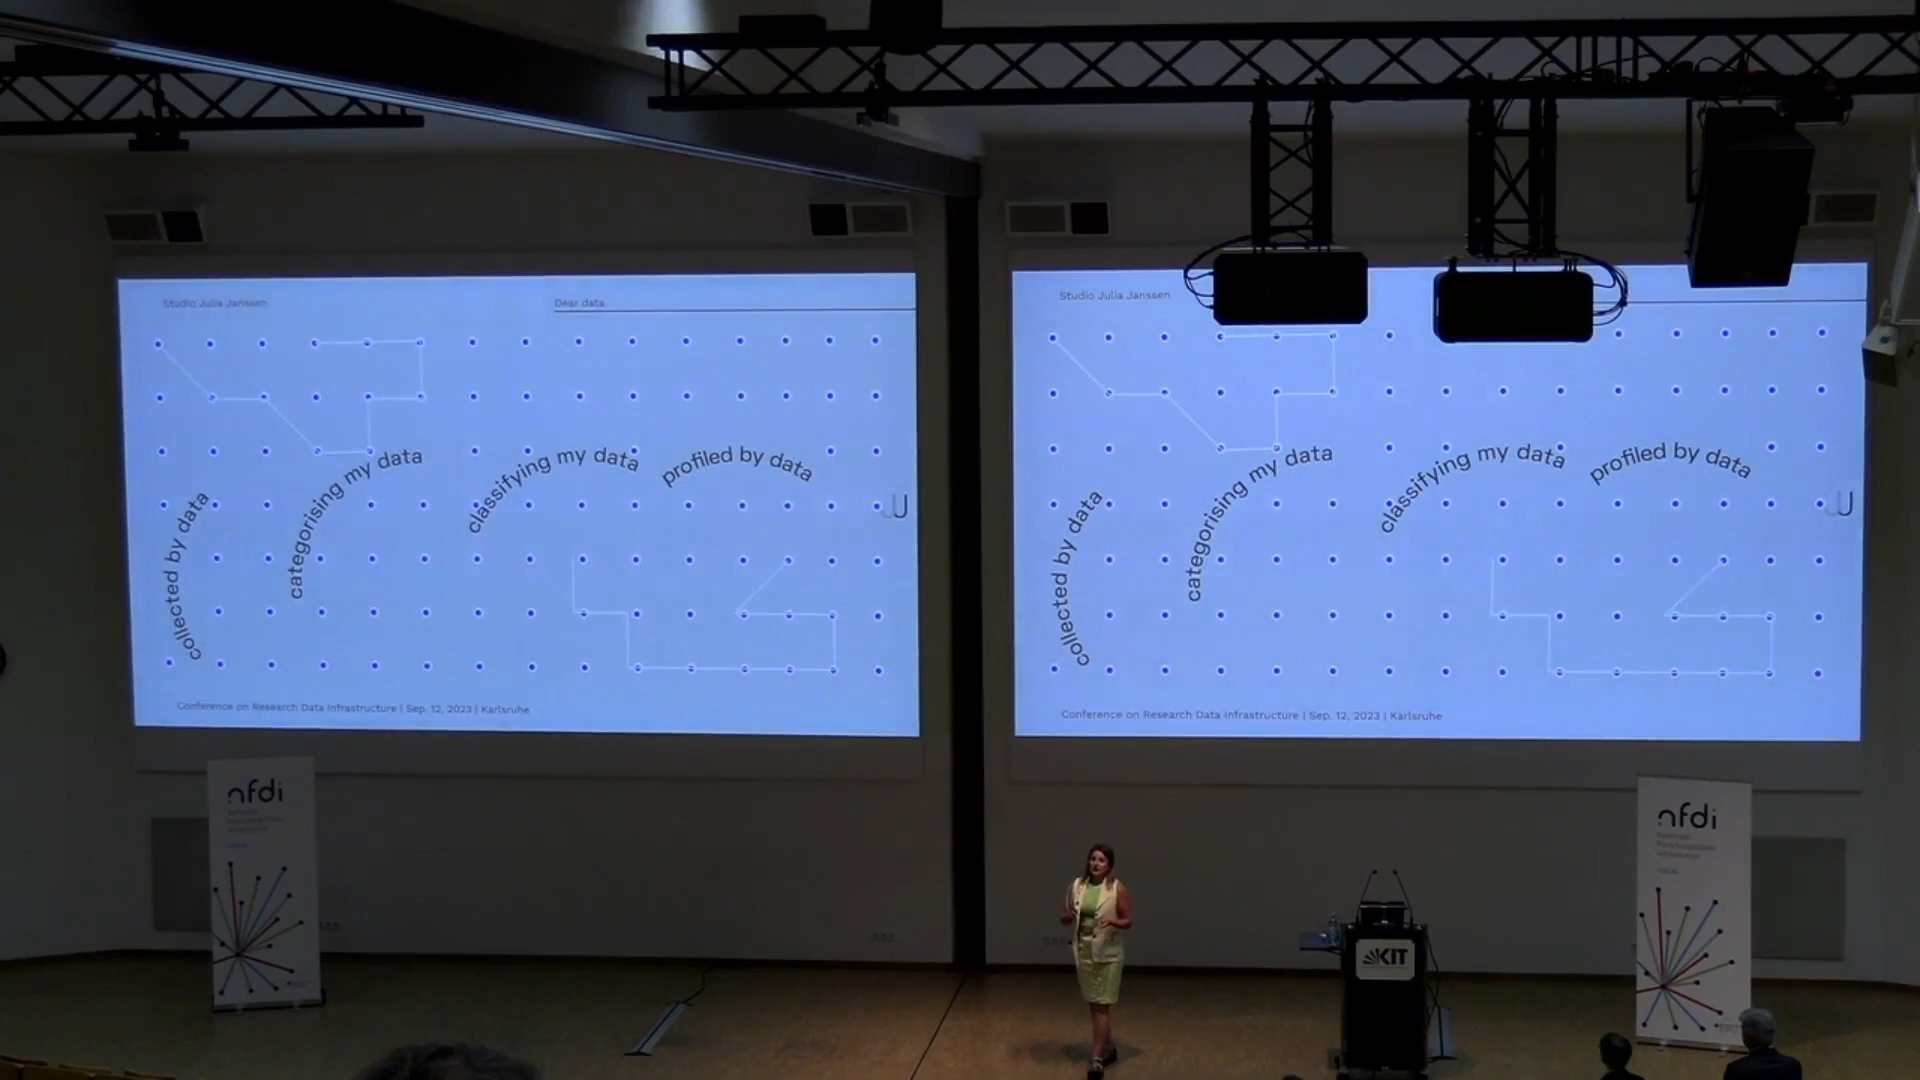 Studio Julia Janssen
Dear data
collected by data
categorising my data
classifying my data
profiled by data
JJ
Conference on Research Data Infrastructure | Sep. 12, 2023 | Karlsruhe
Studio Julia Janssen
collected by data
categorising my data
classifying my data
profiled by data
JJ
Conference on Research Data Infrastructure | Sep. 12, 2023 | Karlsruhe
nfdi
nfdi
KIT